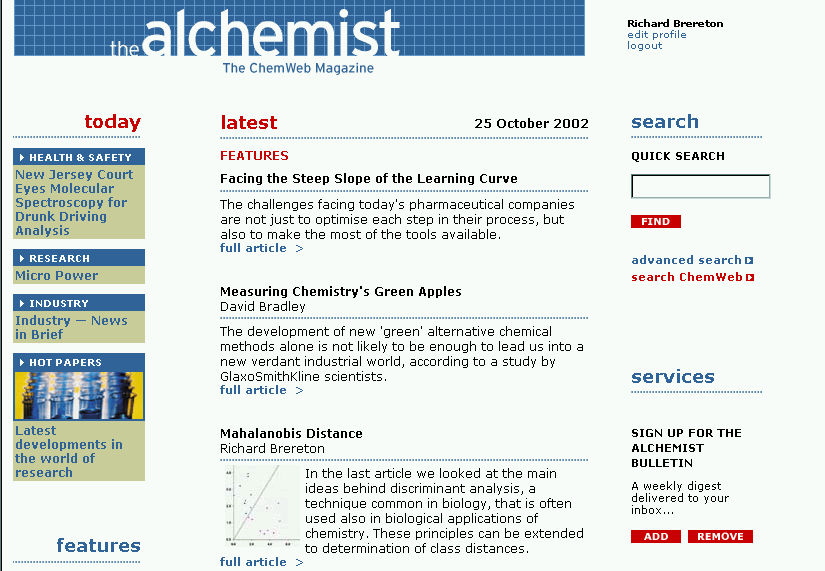 the alchemist
The ChemWeb Magazine
Richard Brereton
edit profile
logout
today
HEALTH & SAFETY
New Jersey Court
Eyes Molecular
Spectroscopy for
Drunk Driving
Analysis
RESEARCH
Micro Power
INDUSTRY
Industry — News
in Brief
HOT PAPERS
Latest
developments in
the world of
research
features
latest
25 October 2002
FEATURES
Facing the Steep Slope of the Learning Curve
The challenges facing today's pharmaceutical companies
are not just to optimise each step in their process, but
also to make the most of the tools available.
full article >
Measuring Chemistry's Green Apples
David Bradley
The development of new 'green' alternative chemical
methods alone is not likely to be enough to lead us into a
new verdant industrial world, according to a study by
GlaxoSmithKline scientists.
full article >
Mahalanobis Distance
Richard Brereton
In the last article we looked at the main
ideas behind discriminant analysis, a
technique common in biology, that is often
used also in biological applications of
chemistry. These principles can be extended
to determination of class distances.
full article >
search
QUICK SEARCH
FIND
advanced search
search ChemWeb
services
SIGN UP FOR THE
ALCHEMIST
BULLETIN
A weekly digest
delivered to your
inbox...
ADD REMOVE